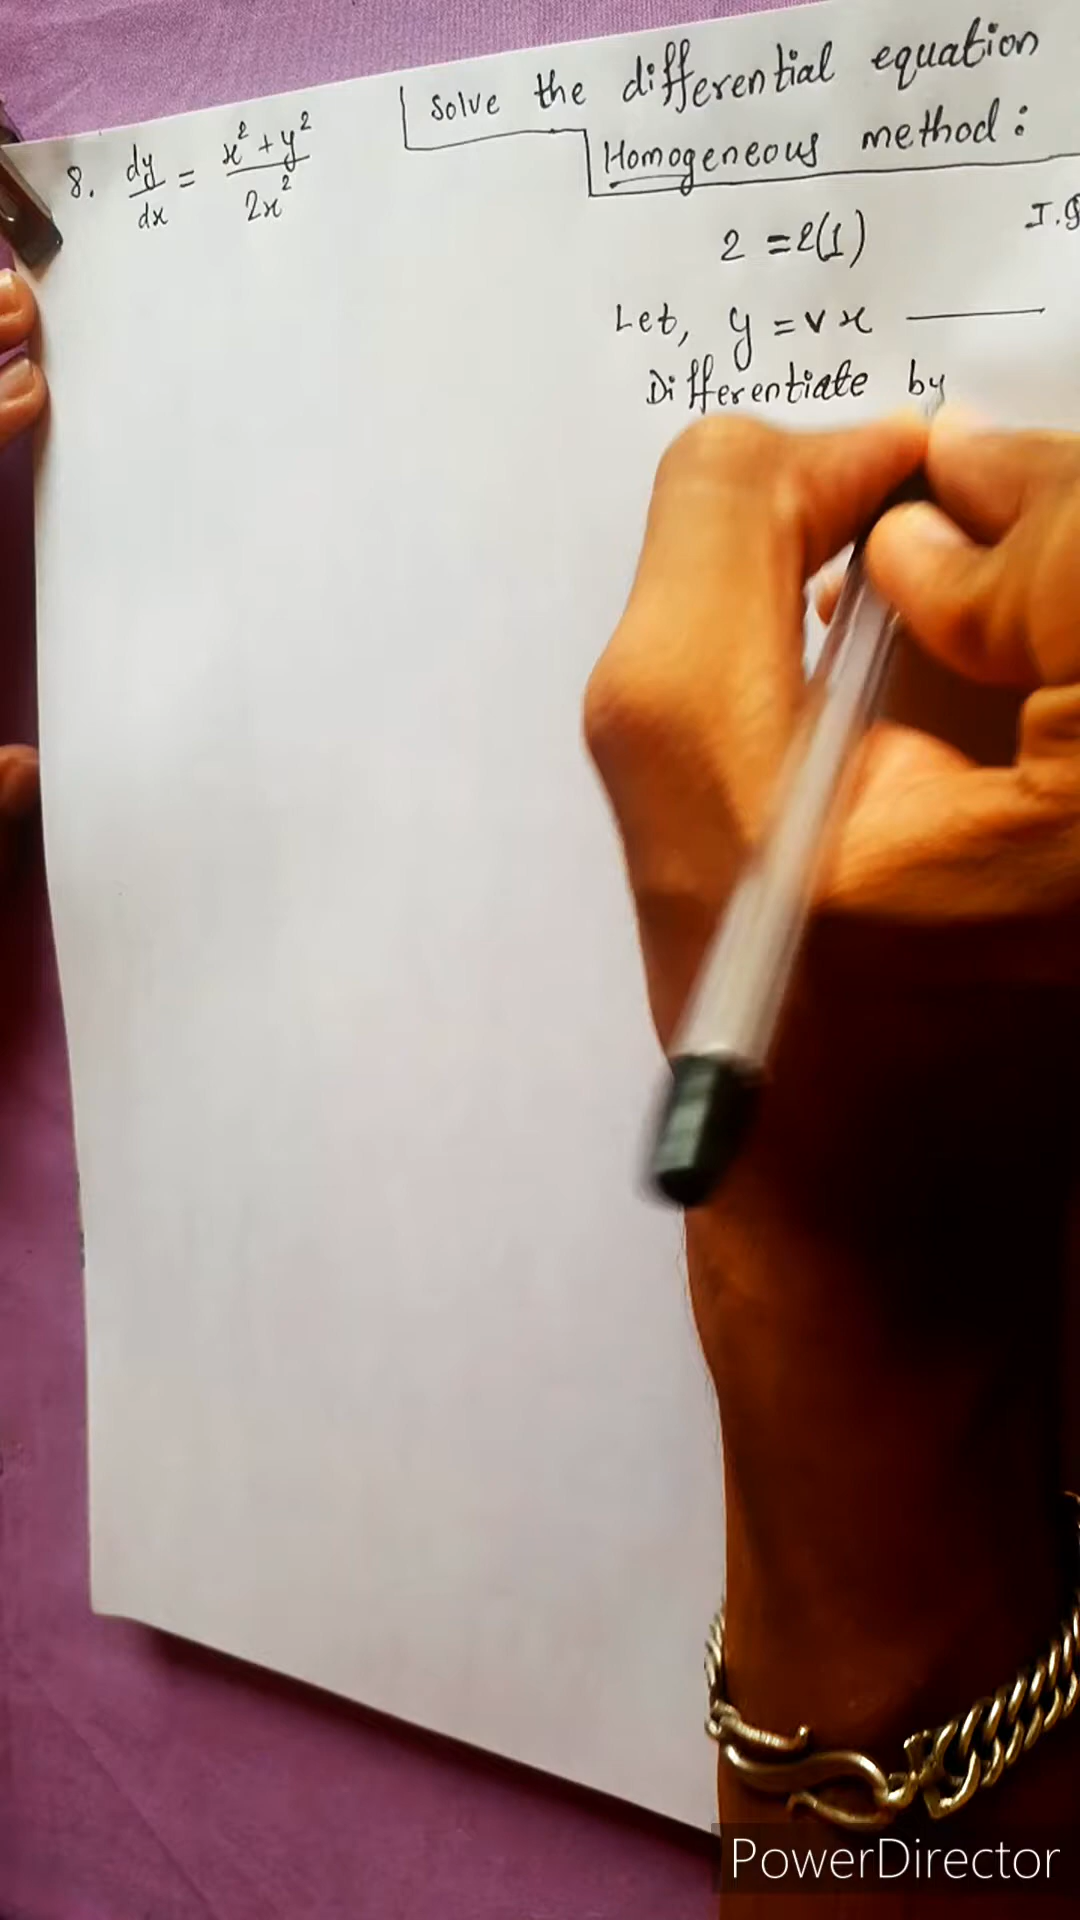 Solve the differential equation
Homogeneous method:
8. dy/dx = x²+y²/2x²
2 = 2(1)
I.
Let, y = vx ———
Differentiate by
PowerDirector